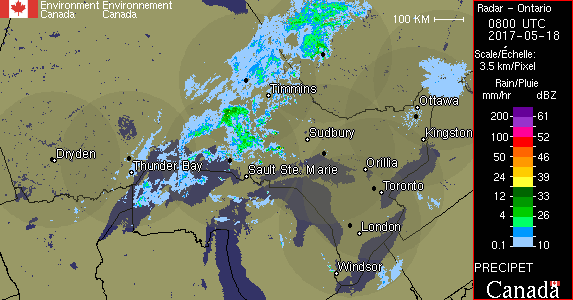 Environment Environnement
Canada Canada
100 KM
Timmins
Ottawa
Sudbury
Kingston
Dryden
Thunder Bay
Sault Ste. Marie
Orillia
Toronto
London
Windsor
Radar - Ontario
0800 UTC
2017-05-18
Scale/Échelle:
3.5 km/Pixel
Rain/Pluie
mm/hr dBZ
200 61
100 52
50 46
24 39
12 33
4 26
0.1 10
PRECIPET
Canada